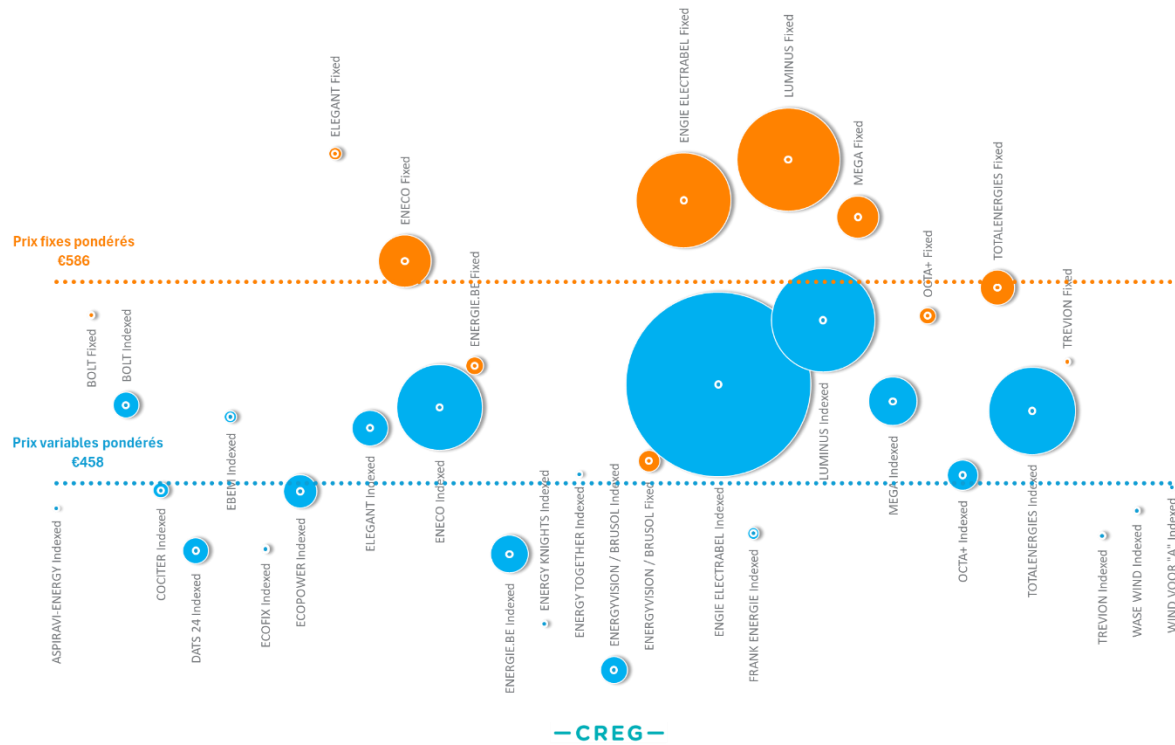 Prix fixes pondérés
€586
Prix variables pondérés
€458
ASPIRAVI-ENERGY Indexed
BOLT Fixed
BOLT Indexed
COCITER Indexed
DATS 24 Indexed
EBEM Indexed
ECOFIX Indexed
ECOPOWER Indexed
ELEGANT Fixed
ELEGANT Indexed
ENECO Fixed
ENECO Indexed
ENERGIE.BE Fixed
ENERGIE.BE Indexed
ENERGY KNIGHTS Indexed
ENERGY TOGETHER Indexed
ENERGYVISION / BRUSOL Indexed
ENERGYVISION / BRUSOL Fixed
ENGIE ELECTRABEL Fixed
ENGIE ELECTRABEL Indexed
FRANK ENERGIE Indexed
LUMINUS Fixed
LUMINUS Indexed
MEGA Fixed
MEGA Indexed
OCTA+ Fixed
OCTA+ Indexed
TOTALENERGIES Fixed
TOTALENERGIES Indexed
TREVION Fixed
TREVION Indexed
WASE WIND Indexed
WIND VOOR "A" Indexed
CREG